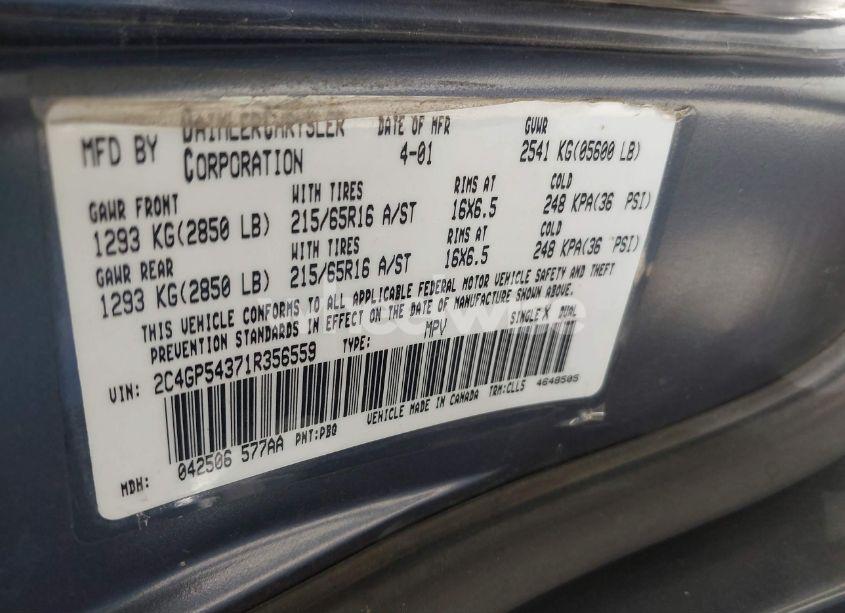 MFD BY DAIMLERCHRYSLER CORPORATION DATE OF MFR 4-01 GVWR 2541 KG(05600 LB)
GAWR FRONT WITH TIRES RIMS AT COLD
1293 KG(2850 LB) 215/65R16 A/ST 16X6.5 248 KPA(36 PSI)
GAWR REAR WITH TIRES RIMS AT COLD
1293 KG(2850 LB) 215/65R16 A/ST 16X6.5 248 KPA(36 PSI)
THIS VEHICLE CONFORMS TO ALL APPLICABLE FEDERAL MOTOR VEHICLE SAFETY AND THEFT
PREVENTION STANDARDS IN EFFECT ON THE DATE OF MANUFACTURE SHOWN ABOVE.
VIN: 2C4GP54371R356559 TYPE: MPV SINGLE X DUAL
MDH: 042506 577AA PNT:PBQ VEHICLE MADE IN CANADA TRM:CLL5 4648505